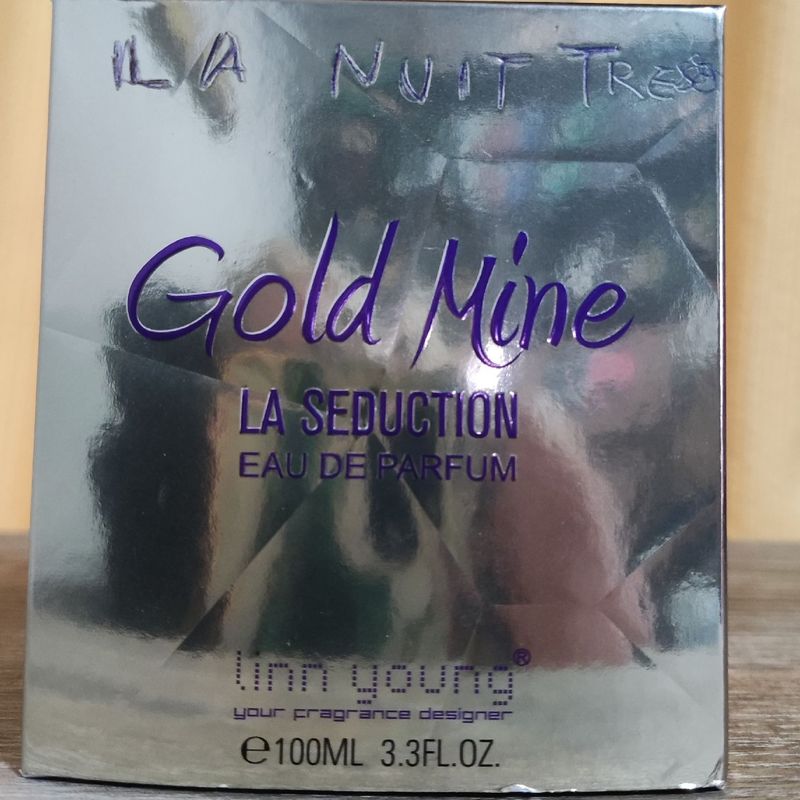 LA NUIT TRES
Gold Mine
LA SEDUCTION
EAU DE PARFUM
linn young®
your fragrance designer
℮100ML 3.3FL.OZ.